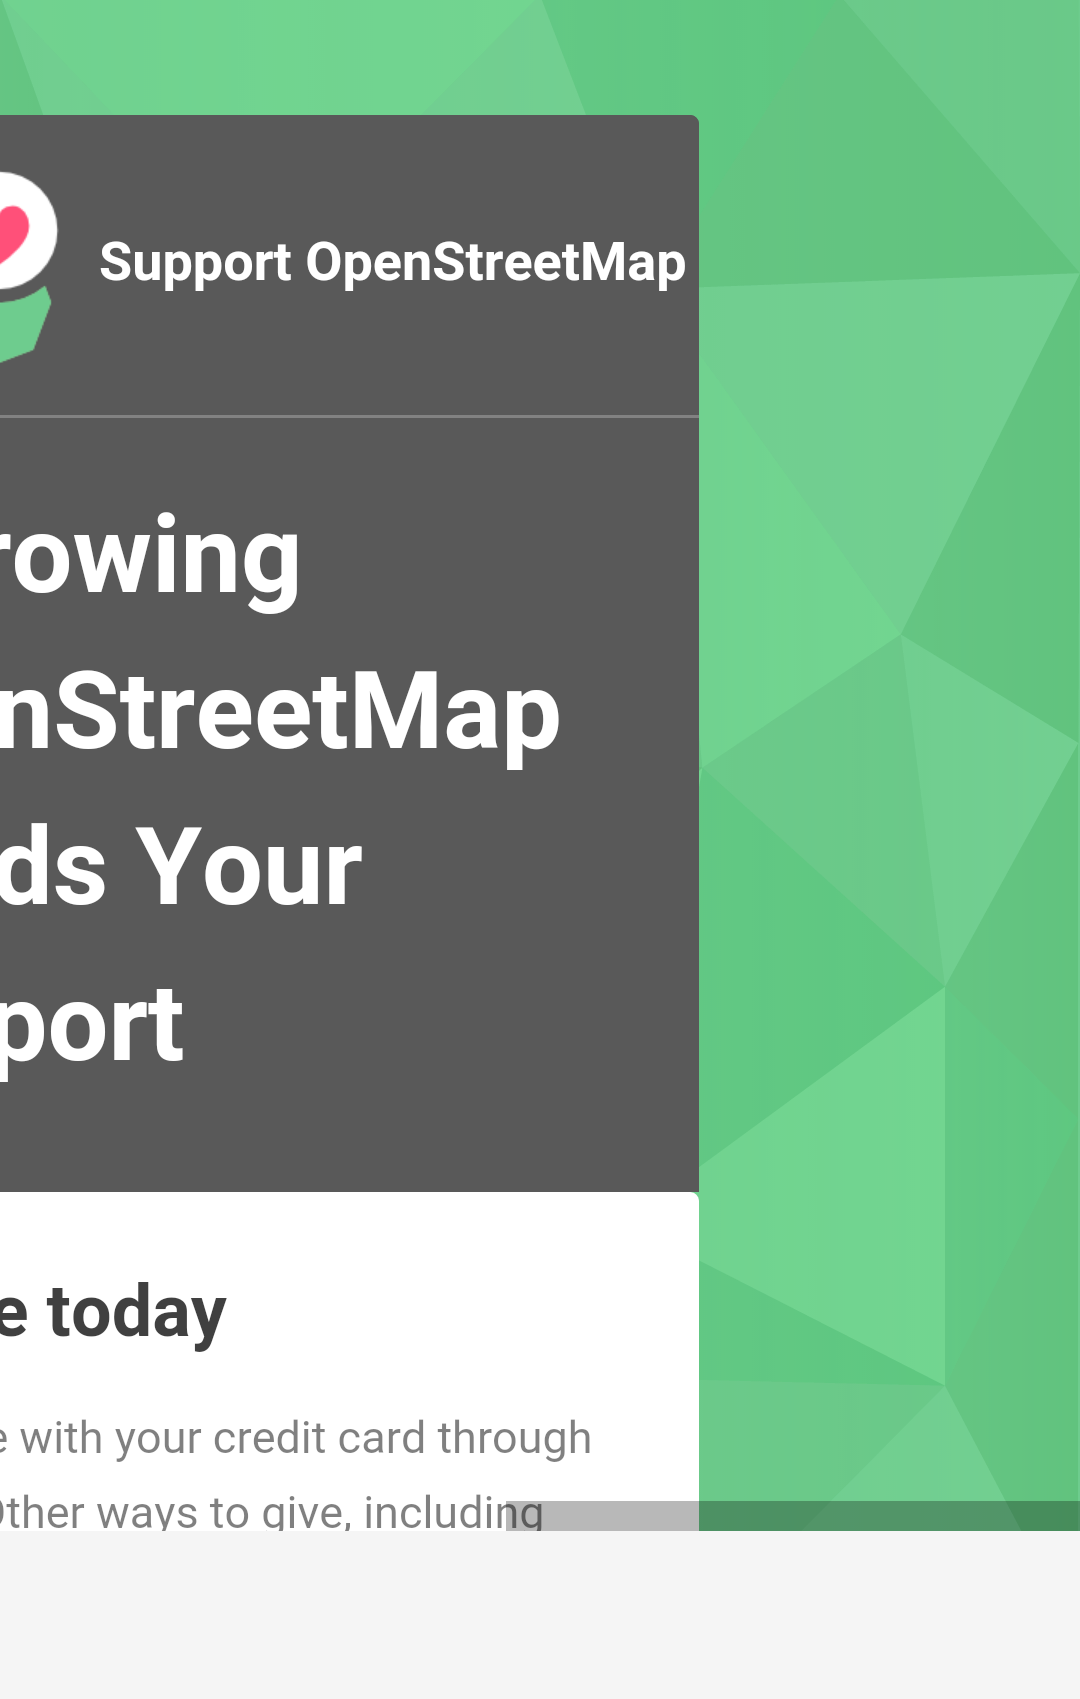 Support OpenStreetMap
rowing
nStreetMap
ds Your
port
e today
e with your credit card through
Other ways to give, including